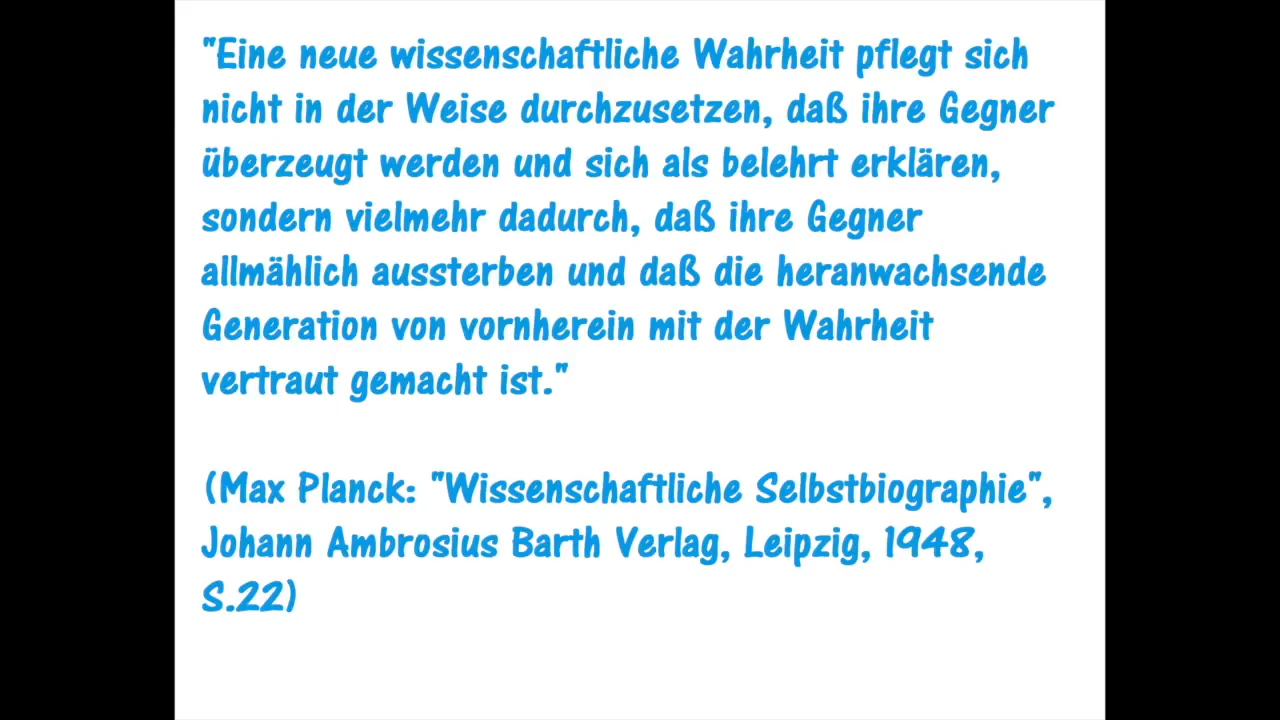 "Eine neue wissenschaftliche Wahrheit pflegt sich
nicht in der Weise durchzusetzen, daß ihre Gegner
überzeugt werden und sich als belehrt erklären,
sondern vielmehr dadurch, daß ihre Gegner
allmählich aussterben und daß die heranwachsende
Generation von vornherein mit der Wahrheit
vertraut gemacht ist."
(Max Planck: "Wissenschaftliche Selbstbiographie",
Johann Ambrosius Barth Verlag, Leipzig, 1948,
S.22)